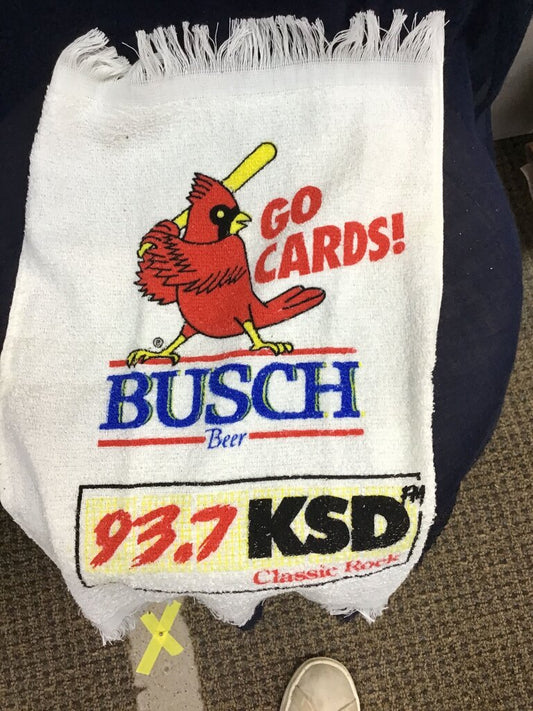 GO
CARDS!
®
BUSCH
Beer
93.7 KSD FM
Classic Rock